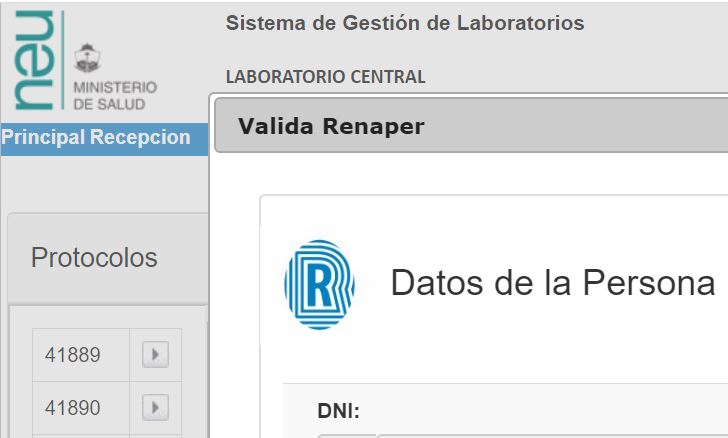 neu
MINISTERIO
DE SALUD
Sistema de Gestión de Laboratorios
LABORATORIO CENTRAL
Principal Recepcion
Valida Renaper
Protocolos
41889
41890
R
Datos de la Persona
DNI: